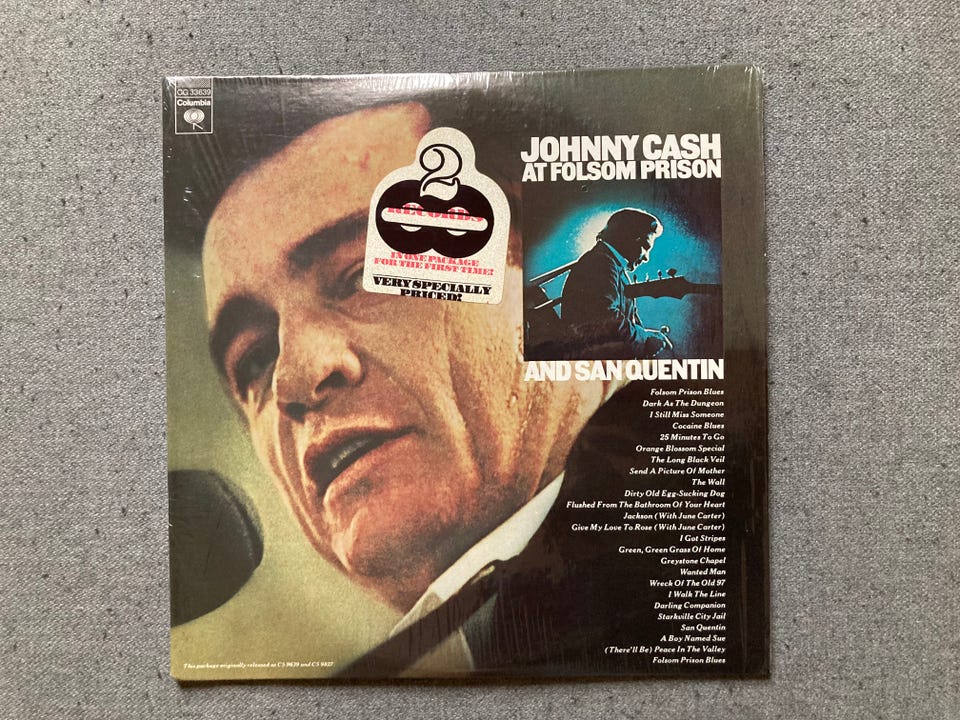 CG 33639
Columbia
2
RECORDS
IN ONE PACKAGE
FOR THE FIRST TIME!
VERY SPECIALLY
PRICED!
JOHNNY CASH
AT FOLSOM PRISON
AND SAN QUENTIN
Folsom Prison Blues
Dark As The Dungeon
I Still Miss Someone
Cocaine Blues
25 Minutes To Go
Orange Blossom Special
The Long Black Veil
Send A Picture Of Mother
The Wall
Dirty Old Egg-Sucking Dog
Flushed From The Bathroom Of Your Heart
Jackson (With June Carter)
Give My Love To Rose (With June Carter)
I Got Stripes
Green, Green Grass Of Home
Greystone Chapel
Wanted Man
Wreck Of The Old 97
I Walk The Line
Darling Companion
Starkville City Jail
San Quentin
A Boy Named Sue
(There'll Be) Peace In The Valley
Folsom Prison Blues
This package originally released as CS 9639 and CS 9827